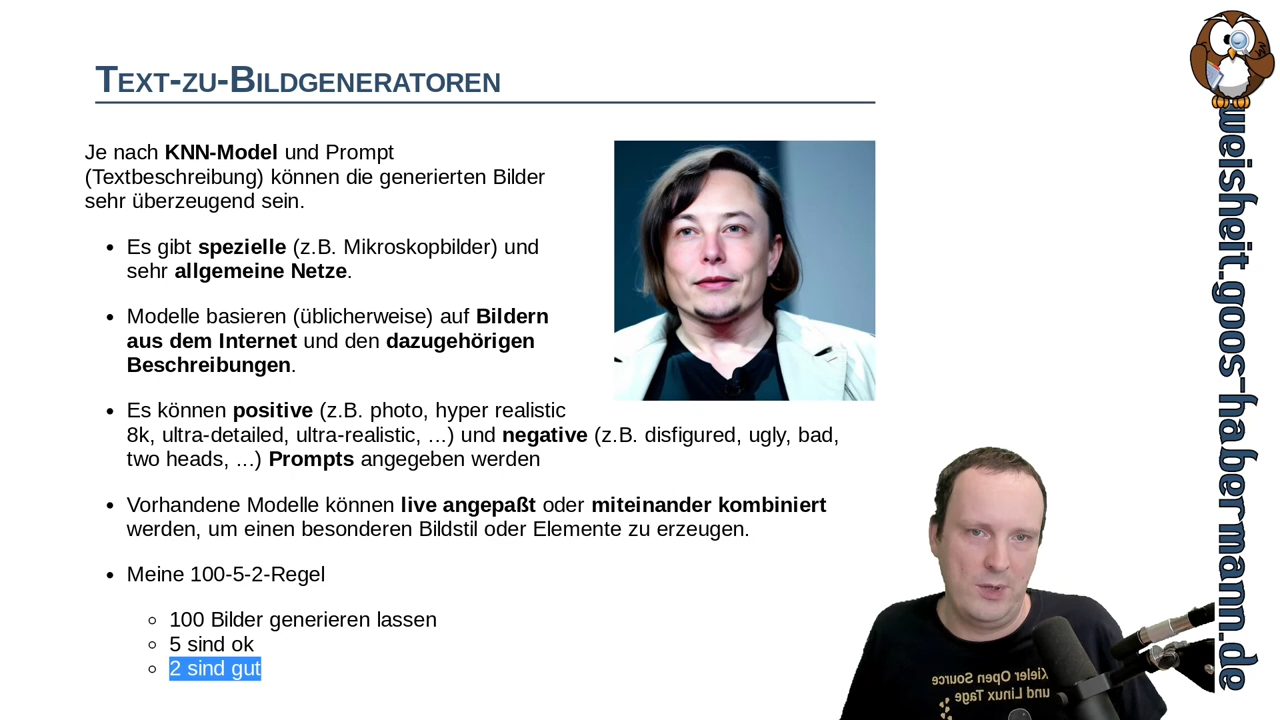 Text-zu-Bildgeneratoren
Je nach KNN-Model und Prompt
(Textbeschreibung) können die generierten Bilder
sehr überzeugend sein.
• Es gibt spezielle (z.B. Mikroskopbilder) und
sehr allgemeine Netze.
• Modelle basieren (üblicherweise) auf Bildern
aus dem Internet und den dazugehörigen
Beschreibungen.
• Es können positive (z.B. photo, hyper realistic
8k, ultra-detailed, ultra-realistic, ...) und negative (z.B. disfigured, ugly, bad,
two heads, ...) Prompts angegeben werden
• Vorhandene Modelle können live angepaßt oder miteinander kombiniert
werden, um einen besonderen Bildstil oder Elemente zu erzeugen.
• Meine 100-5-2-Regel
◦ 100 Bilder generieren lassen
◦ 5 sind ok
◦ 2 sind gut
weisheit.goos-habermann.de
Kieler Open Source
und Linux Tage